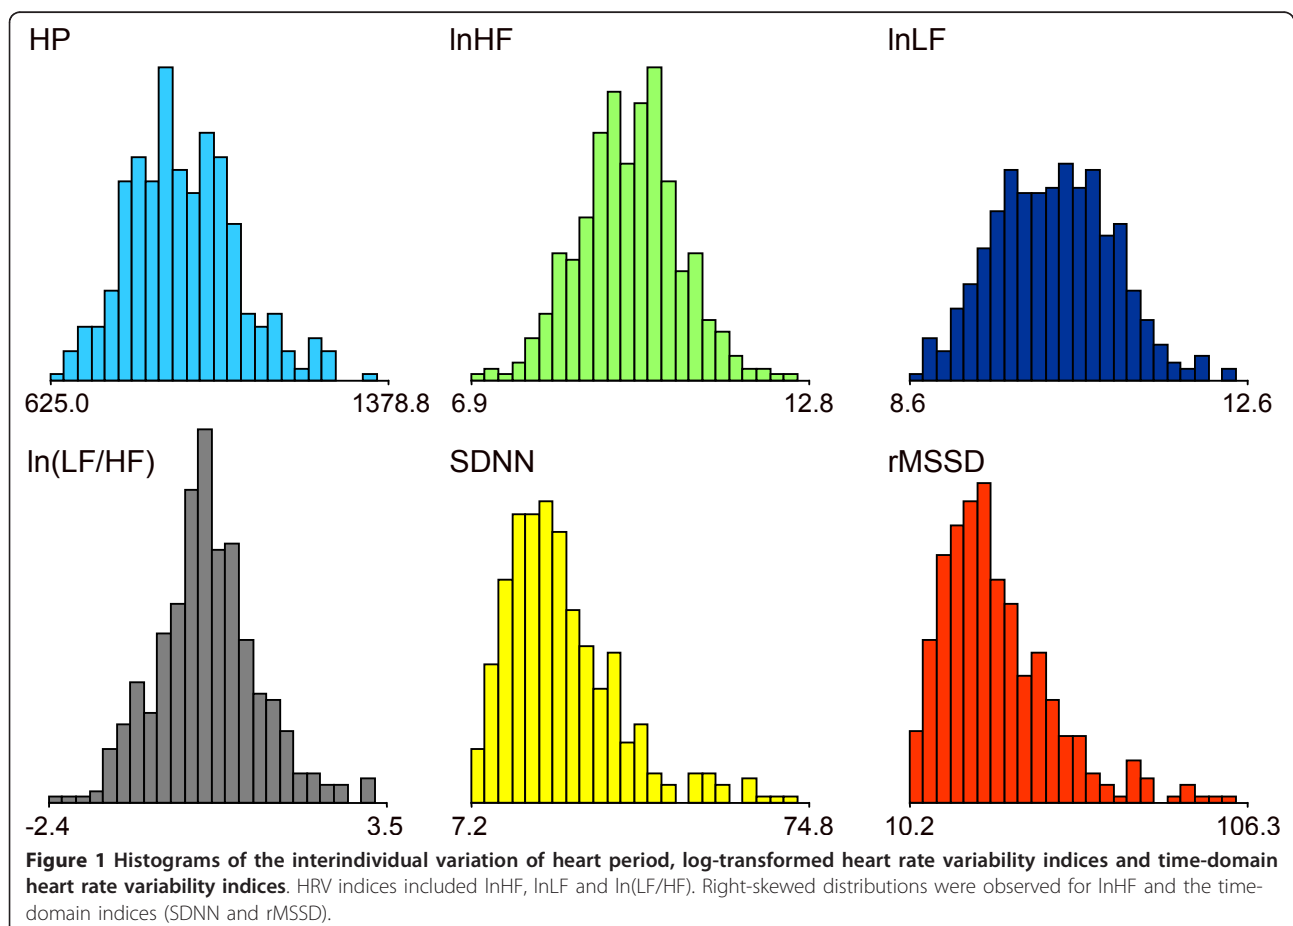 HP lnHF lnLF
625.0 1378.8 6.9 12.8 8.6 12.6
ln(LF/HF) SDNN rMSSD
-2.4 3.5 7.2 74.8 10.2 106.3
Figure 1 Histograms of the interindividual variation of heart period, log-transformed heart rate variability indices and time-domain
heart rate variability indices. HRV indices included lnHF, lnLF and ln(LF/HF). Right-skewed distributions were observed for lnHF and the time-
domain indices (SDNN and rMSSD).